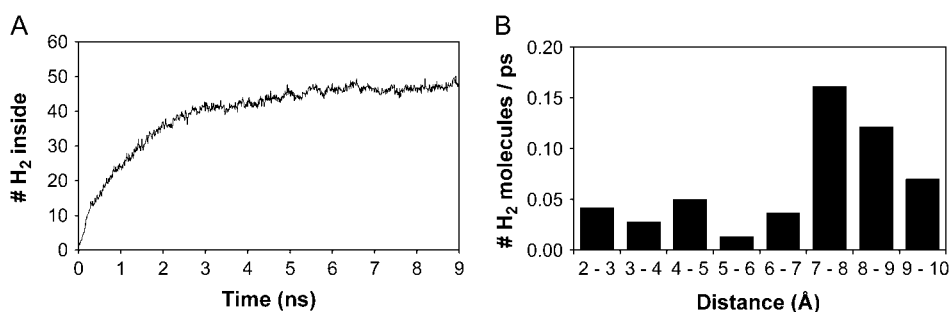 A
60
50
40
30
20
10
0
# H2 inside
0 1 2 3 4 5 6 7 8 9
Time (ns)
B
0.20
0.15
0.10
0.05
0.00
# H2 molecules / ps
2 - 3 3 - 4 4 - 5 5 - 6 6 - 7 7 - 8 8 - 9 9 - 10
Distance (Å)